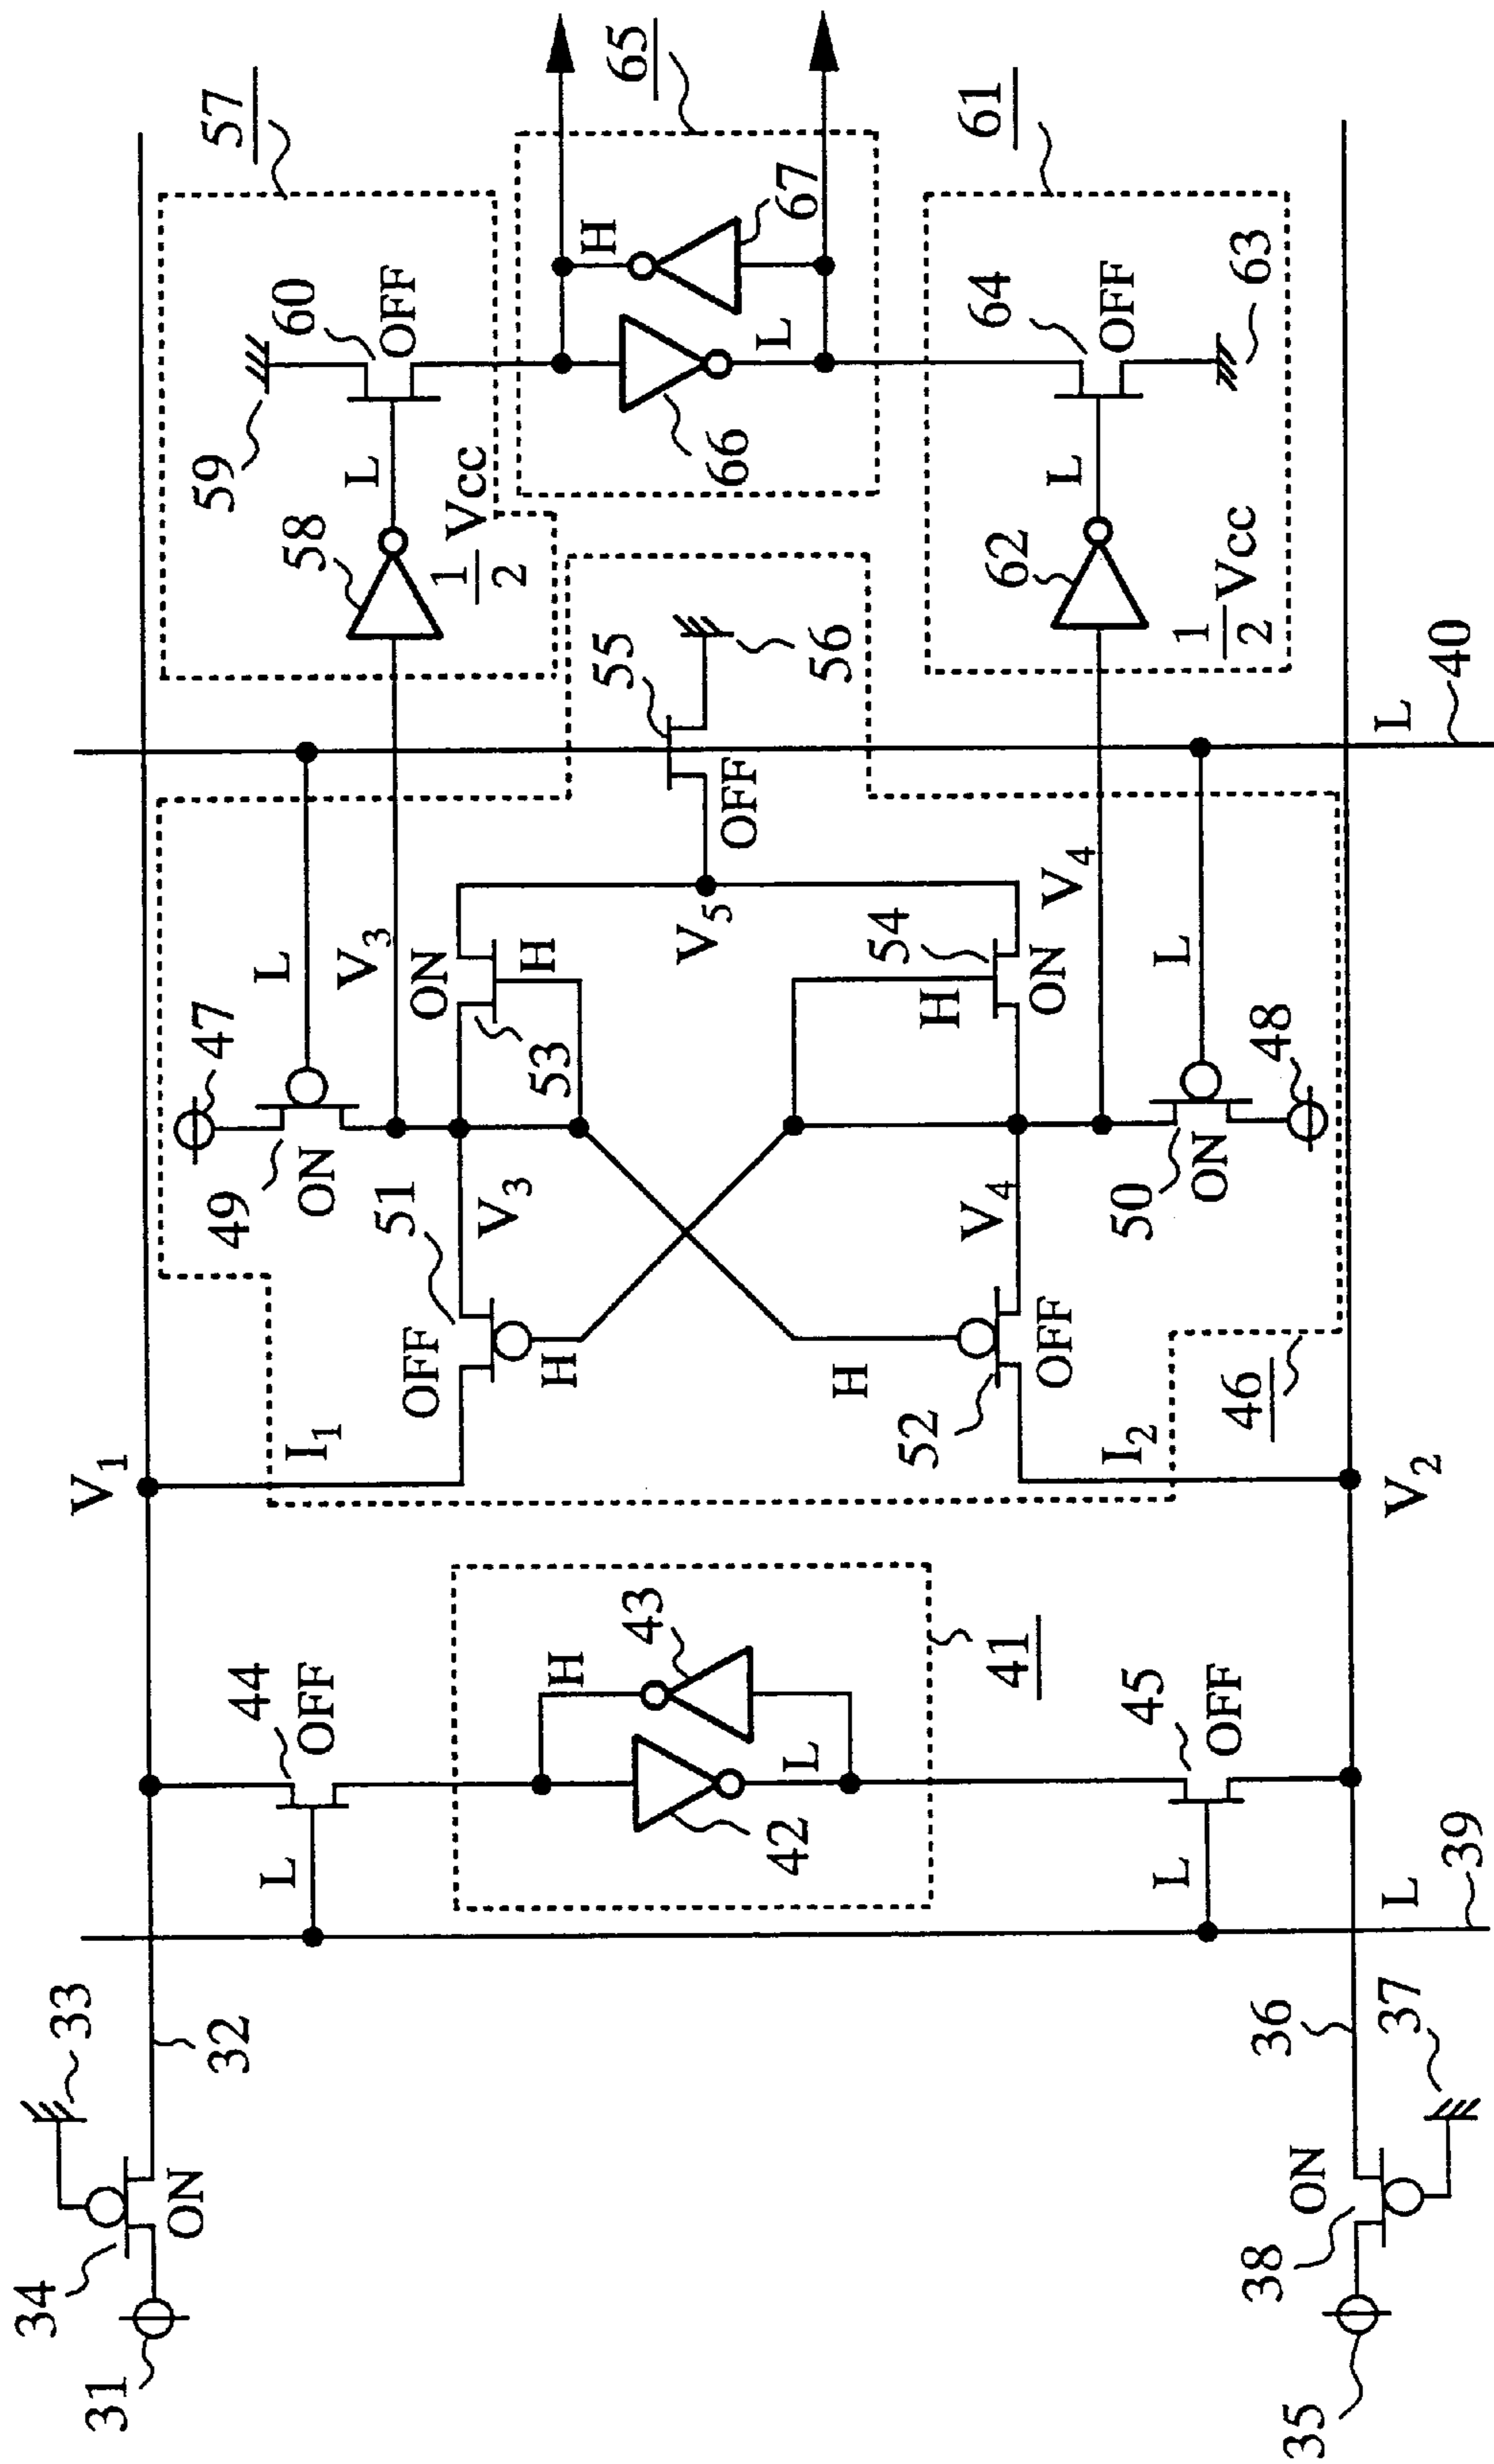 57
59
60
OFF
58
L
1/2 Vcc
65
H
67
66
L
61
62
L
64
OFF
63
1/2 Vcc
47
L
49
ON
V3
ON
53
H
51
OFF
V3
H
I1
V1
55
OFF
56
V5
54
H
ON
V4
V4
H
52
OFF
I2
V2
L
50
ON
48
46
L
40
44
OFF
L
43
H
42
L
41
45
OFF
L
L
39
33
34
ON
32
31
36
37
ON
38
35